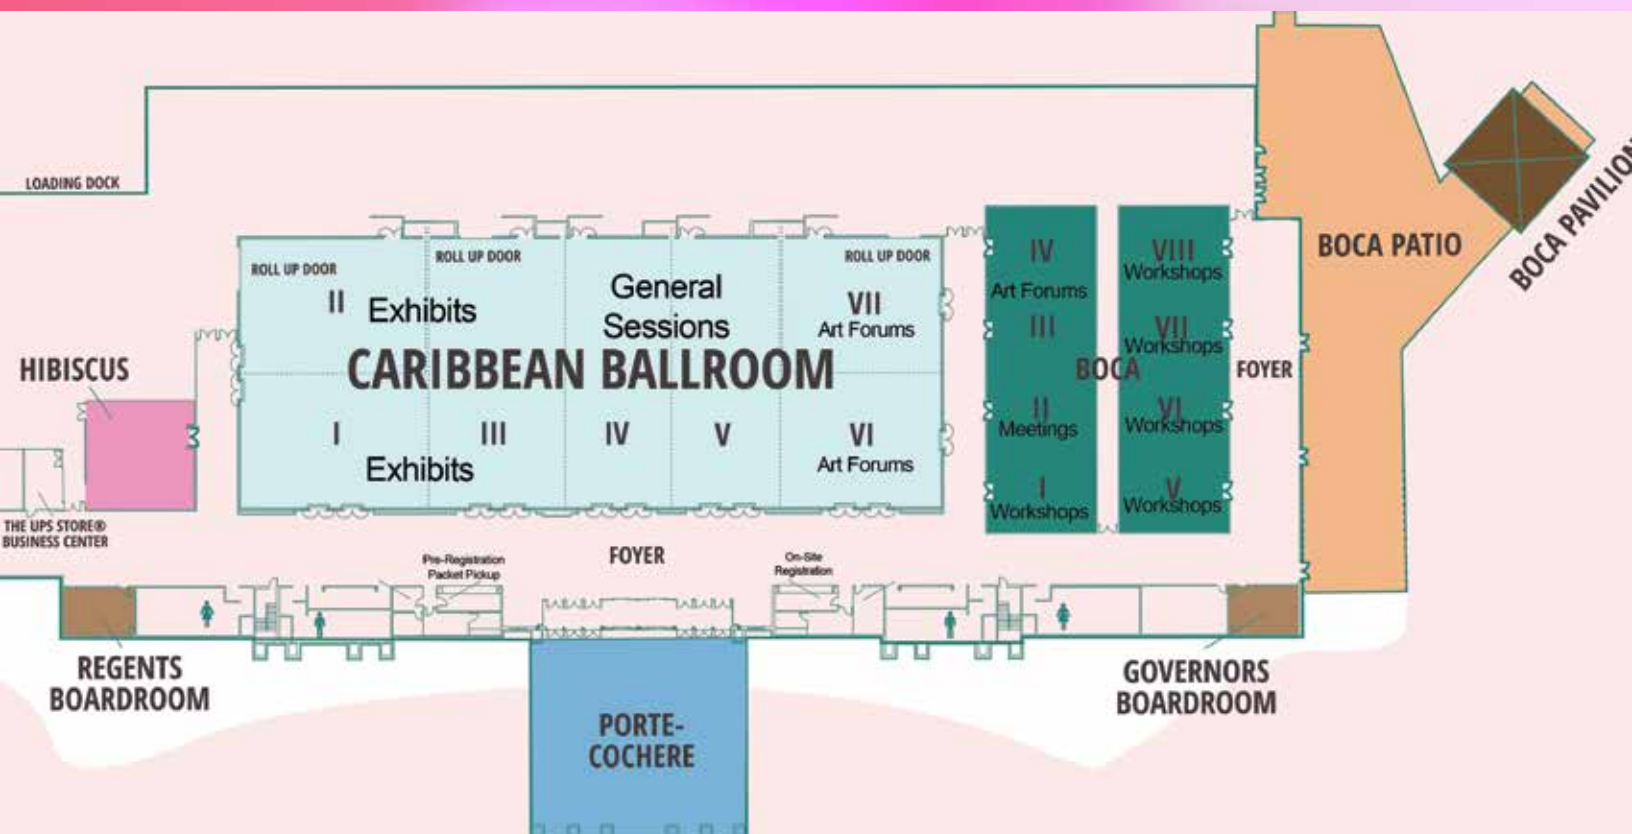 LOADING DOCK
ROLL UP DOOR
ROLL UP DOOR
ROLL UP DOOR
II
Exhibits
General
Sessions
VII
Art Forums
CARIBBEAN BALLROOM
I
III
IV
V
VI
Exhibits
Art Forums
IV
Art Forums
III
II
Meetings
I
Workshops
BOCA
VIII
Workshops
VII
Workshops
VI
Workshops
V
Workshops
FOYER
BOCA PATIO
BOCA PAVILION
HIBISCUS
THE UPS STORE®
BUSINESS CENTER
Pre-Registration
Packet Pickup
FOYER
On-Site
Registration
REGENTS
BOARDROOM
PORTE-
COCHERE
GOVERNORS
BOARDROOM